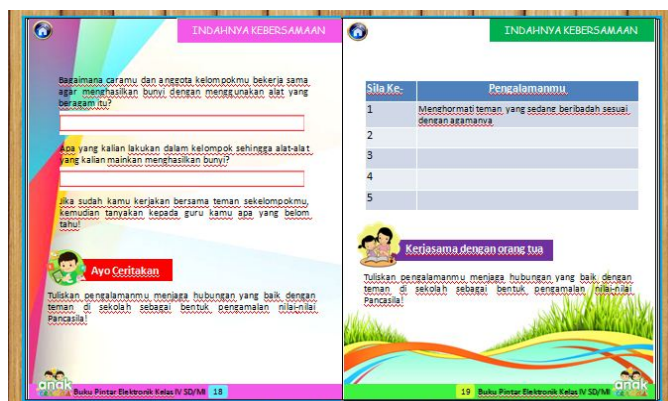 INDAHNYA KEBERSAMAAN
Bagaimana caramu dan anggota kelompokmu bekerja sama
agar menghasilkan bunyi dengan menggunakan alat yang
beragam itu?
Apa yang kalian lakukan dalam kelompok sehingga alat-alat
yang kalian mainkan menghasilkan bunyi?
Jika sudah kamu kerjakan bersama teman sekelompokmu,
kemudian tanyakan kepada guru kamu apa yang belom
tahu!
Ayo Ceritakan
Tuliskan pengalamanmu menjaga hubungan yang baik dengan
teman di sekolah sebagai bentuk pengamalan nilai-nilai
Pancasila!
anak
Buku Pintar Elektronik Kelas IV SD/MI 18
INDAHNYA KEBERSAMAAN
Sila Ke- Pengalamanmu
1 Menghormati teman yang sedang beribadah sesuai
dengan agamanya
2
3
4
5
Kerjasama dengan orang tua
Tuliskan pengalamanmu menjaga hubungan yang baik dengan
teman di sekolah sebagai bentuk pengamalan nilai-nilai
Pancasila!
19 Buku Pintar Elektronik Kelas IV SD/MI
anak